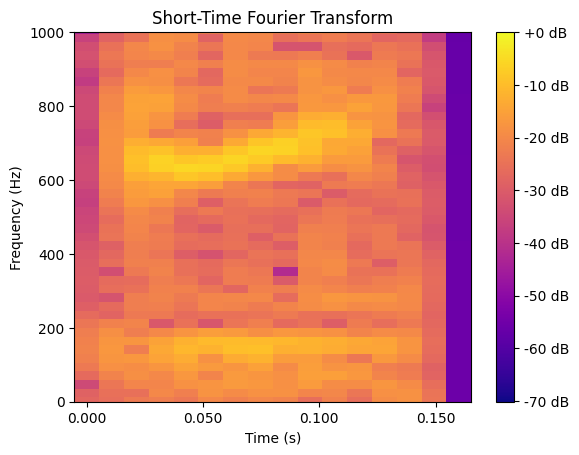 Short-Time Fourier Transform
1000
800
600
400
200
0
Frequency (Hz)
0.000
0.050
0.100
0.150
Time (s)
+0 dB
-10 dB
-20 dB
-30 dB
-40 dB
-50 dB
-60 dB
-70 dB